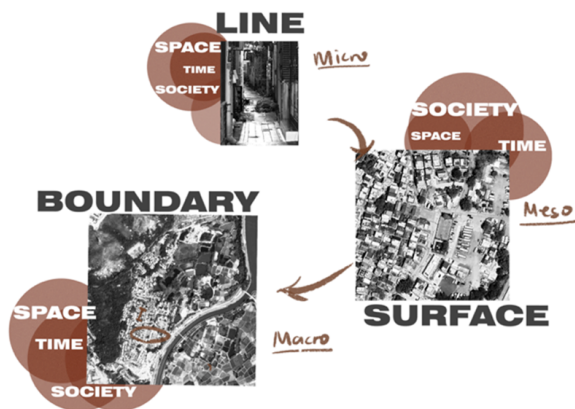 LINE
SPACE
TIME
SOCIETY
Micro
SOCIETY
SPACE
TIME
Meso
SURFACE
BOUNDARY
SPACE
TIME
SOCIETY
Macro